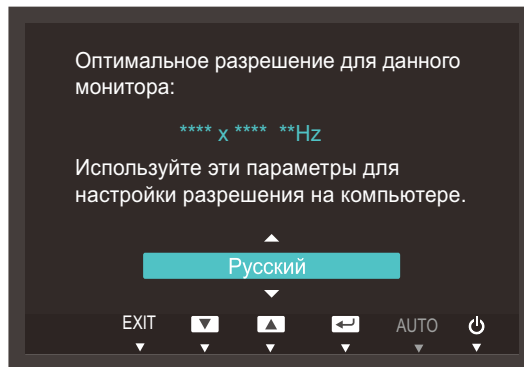 Оптимальное разрешение для данного
монитора:
**** x **** **Hz
Используйте эти параметры для
настройки разрешения на компьютере.
Русский
EXIT AUTO